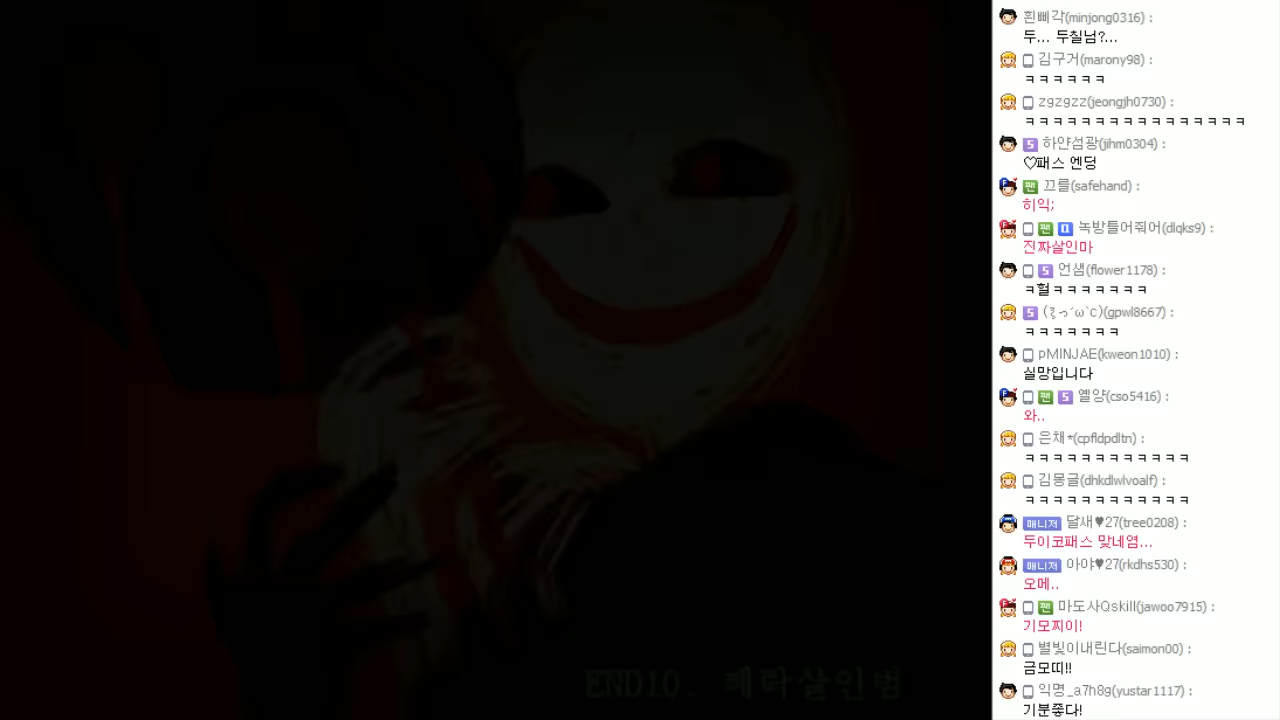 흰삐각(minjong0316) :
두... 두칠님?...
김구거(marony98) :
ㅋㅋㅋㅋㅋㅋ
zgzgzz(jeongjh0730) :
ㅋㅋㅋㅋㅋㅋㅋㅋㅋㅋㅋㅋㅋㅋㅋㅋ
S 하얀섬광(jihm0304) :
♡패스 엔딩
팬 끄를(safehand) :
히익;
팬 n 녹방틀어줘어(dlqks9) :
진짜살인마
S 언샘(flower1178) :
ㅋ헐ㅋㅋㅋㅋㅋㅋㅋ
S (ξっ´ω`c)(gpwl8667) :
ㅋㅋㅋㅋㅋㅋㅋ
pMINJAE(kweon1010) :
실망입니다
팬 S 옐양(cso5416) :
와..
은채*(cpfldpdltn) :
ㅋㅋㅋㅋㅋㅋㅋㅋㅋㅋㅋㅋ
김몽글(dhkdlwlvoalf) :
ㅋㅋㅋㅋㅋㅋㅋㅋㅋㅋㅋㅋ
매니저 달새♥27(tree0208) :
두이코패스 맞네염...
매니저 아야♥27(rkdhs530) :
오메..
팬 마도사Qskill(jawoo7915) :
기모찌이!
별빛이내린다(saimon00) :
금모띠!!
익명_a7h8g(yustar1117) :
기분좋다!
END10. 쾌락살인범